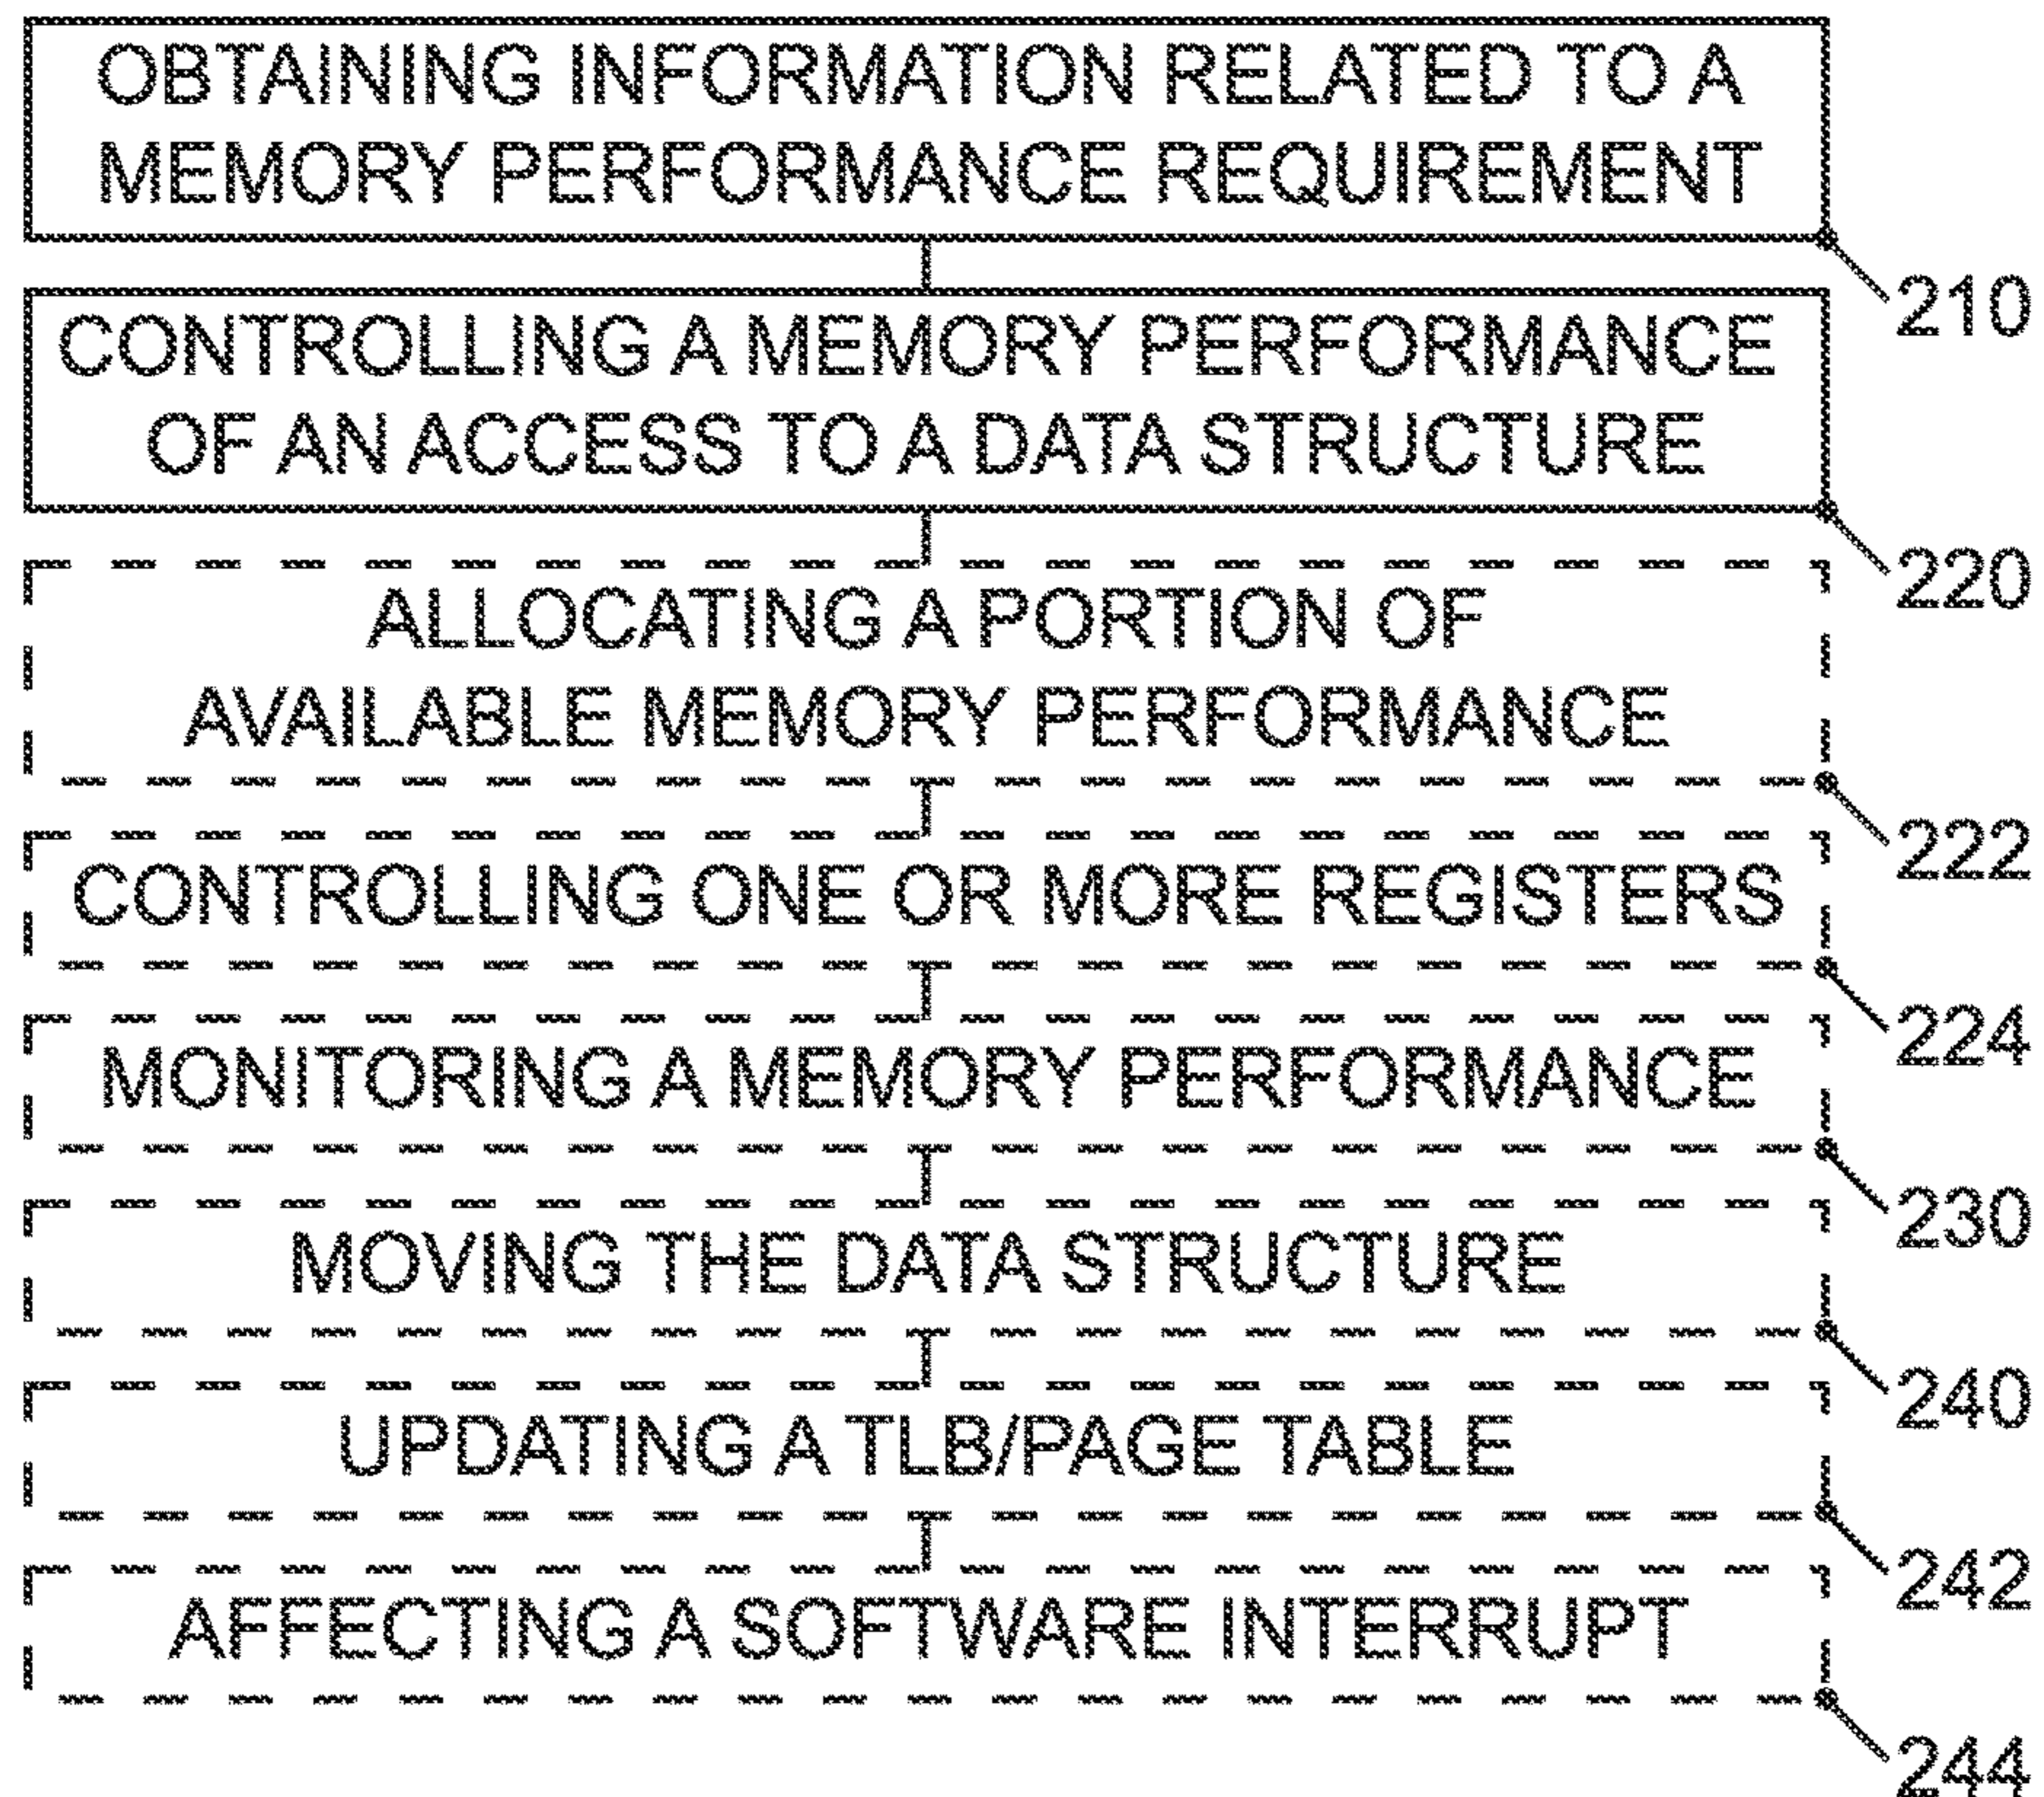 OBTAINING INFORMATION RELATED TO A
MEMORY PERFORMANCE REQUIREMENT
210
CONTROLLING A MEMORY PERFORMANCE
OF AN ACCESS TO A DATA STRUCTURE
220
ALLOCATING A PORTION OF
AVAILABLE MEMORY PERFORMANCE
222
CONTROLLING ONE OR MORE REGISTERS
224
MONITORING A MEMORY PERFORMANCE
230
MOVING THE DATA STRUCTURE
240
UPDATING A TLB/PAGE TABLE
242
AFFECTING A SOFTWARE INTERRUPT
244